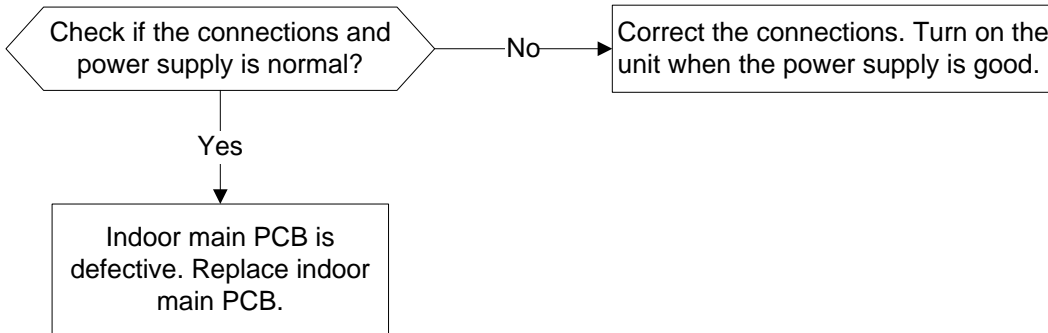 Check if the connections and
power supply is normal?
No
Correct the connections. Turn on the
unit when the power supply is good.
Yes
Indoor main PCB is
defective. Replace indoor
main PCB.